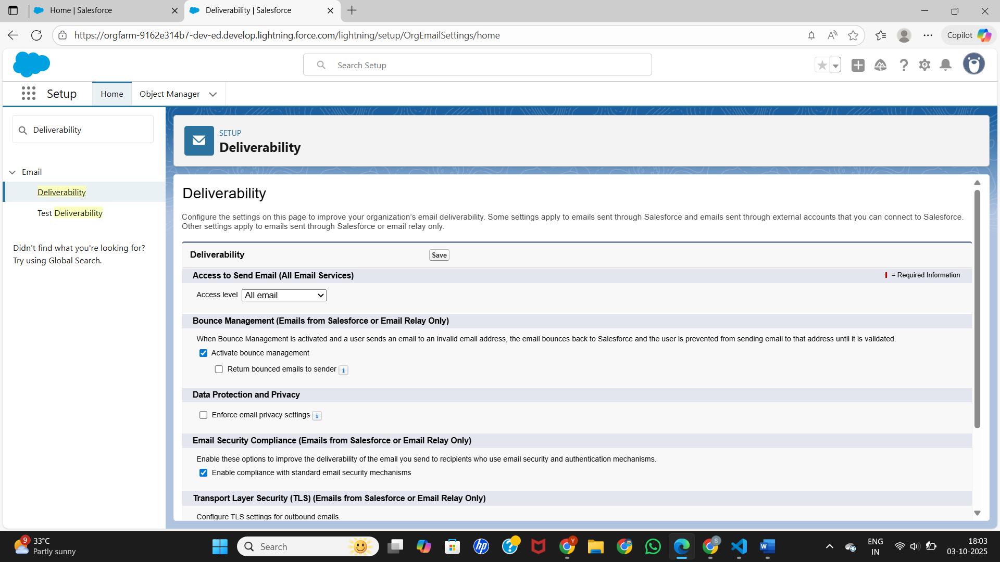 Home | Salesforce
Deliverability | Salesforce
https://orgfarm-9162e314b7-dev-ed.develop.lightning.force.com/lightning/setup/OrgEmailSettings/home
Copilot
Search Setup
Setup
Home
Object Manager
Deliverability
Email
Deliverability
Test Deliverability
Didn't find what you're looking for?
Try using Global Search.
SETUP
Deliverability
Deliverability
Configure the settings on this page to improve your organization’s email deliverability. Some settings apply to emails sent through Salesforce and emails sent through external accounts that you can connect to Salesforce.
Other settings apply to emails sent through Salesforce or email relay only.
Deliverability
Save
Access to Send Email (All Email Services)
= Required Information
Access level All email
Bounce Management (Emails from Salesforce or Email Relay Only)
When Bounce Management is activated and a user sends an email to an invalid email address, the email bounces back to Salesforce and the user is prevented from sending email to that address until it is validated.
Activate bounce management
Return bounced emails to sender
Data Protection and Privacy
Enforce email privacy settings
Email Security Compliance (Emails from Salesforce or Email Relay Only)
Enable these options to improve the deliverability of the email you send to recipients who use email security and authentication mechanisms.
Enable compliance with standard email security mechanisms
Transport Layer Security (TLS) (Emails from Salesforce or Email Relay Only)
Configure TLS settings for outbound emails.
9
33°C
Partly sunny
Search
hp
Y
S
W
ENG
IN
18:03
03-10-2025